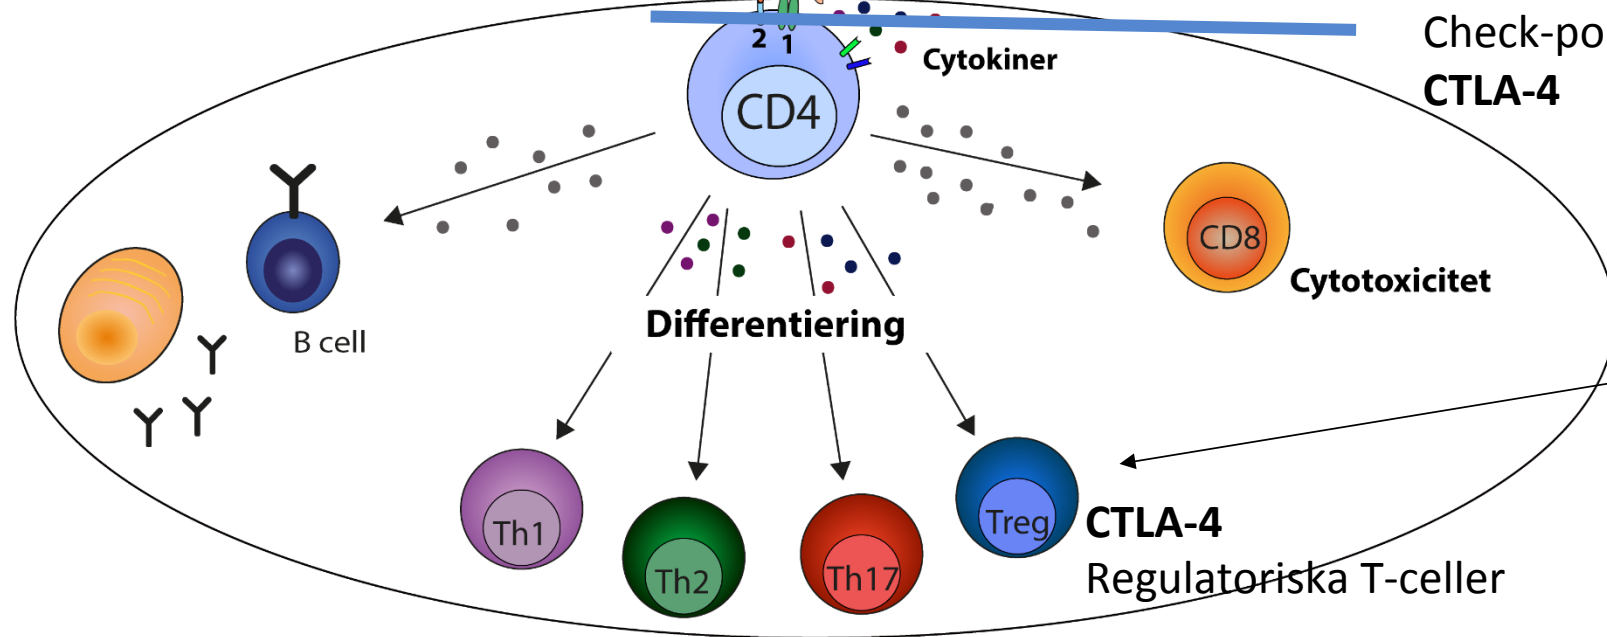 Check-po
CTLA-4
2 1
Cytokiner
CD4
CD8
Cytotoxicitet
B cell
Differentiering
Th1
Th2
Th17
Treg
CTLA-4
Regulatoriska T-celler